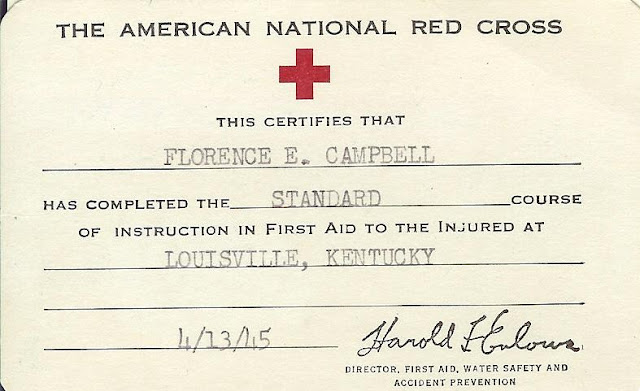 THE AMERICAN NATIONAL RED CROSS
THIS CERTIFIES THAT
FLORENCE E. CAMPBELL
HAS COMPLETED THE STANDARD COURSE
OF INSTRUCTION IN FIRST AID TO THE INJURED AT
LOUISVILLE, KENTUCKY
4/13/45
Harold F Enlows
DIRECTOR, FIRST AID, WATER SAFETY AND
ACCIDENT PREVENTION